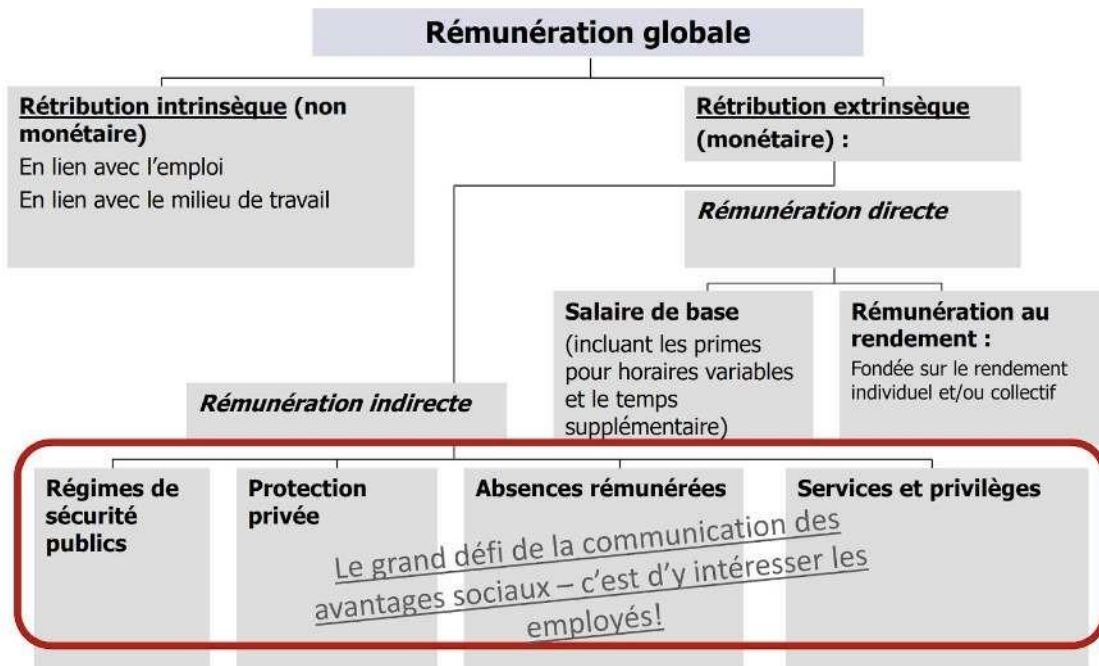 Rémunération globale
Rétribution intrinsèque (non
monétaire)
En lien avec l'emploi
En lien avec le milieu de travail
Rétribution extrinsèque
(monétaire) :
Rémunération directe
Salaire de base
(incluant les primes
pour horaires variables
et le temps
supplémentaire)
Rémunération au
rendement :
Fondée sur le rendement
individuel et/ou collectif
Rémunération indirecte
Régimes de
sécurité
publics
Protection
privée
Absences rémunérées
Services et privilèges
Le grand défi de la communication des
avantages sociaux – c'est d'y intéresser les
employés!